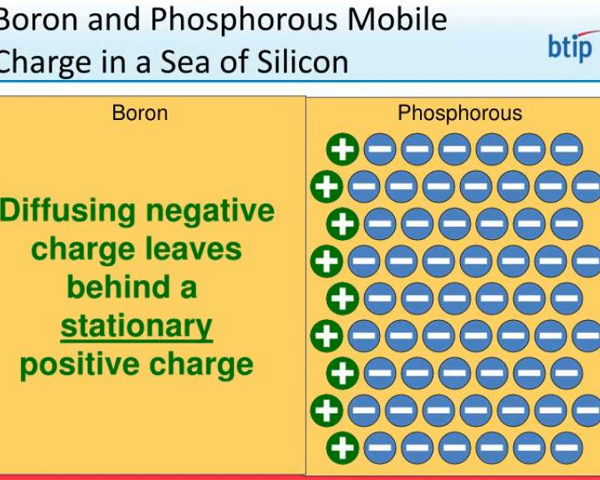 Boron and Phosphorous Mobile
Charge in a Sea of Silicon
btip
Boron
Phosphorous
Diffusing negative
charge leaves
behind a
stationary
positive charge